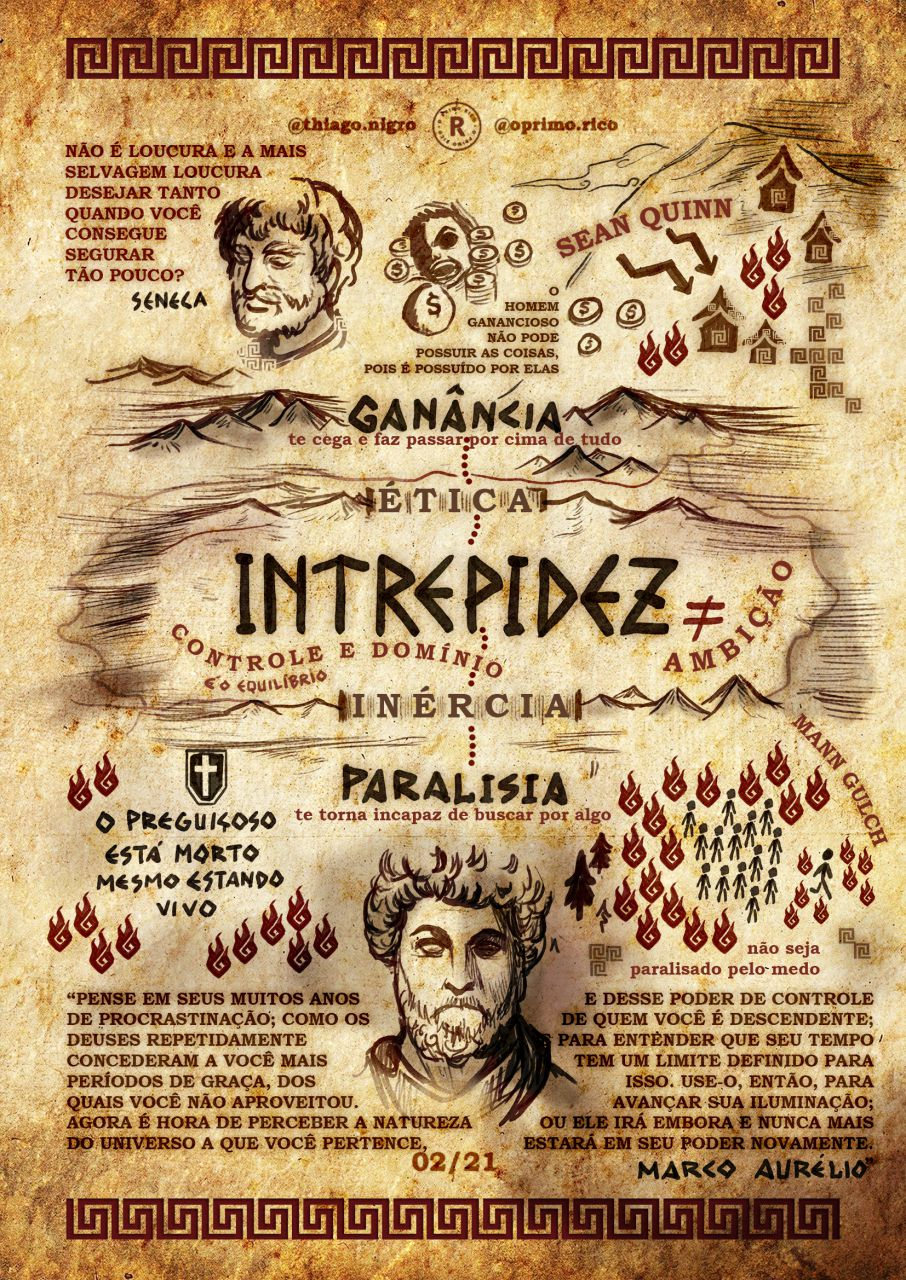 @thiago.nigro
R
@oprimo.rico
NÃO É LOUCURA E A MAIS
SELVAGEM LOUCURA
DESEJAR TANTO
QUANDO VOCÊ
CONSEGUE
SEGURAR
TÃO POUCO?
SENECA
O
HOMEM
GANANCIOSO
NÃO PODE
POSSUIR AS COISAS,
POIS É POSSUÍDO POR ELAS
SEAN QUINN
GANÂNCIA
te cega e faz passar por cima de tudo
ÉTICA
INTREPIDEZ ≠
AMBIÇÃO
CONTROLE E DOMÍNIO
É O EQUILÍBRIO
INÉRCIA
PARALISIA
te torna incapaz de buscar por algo
O PREGUIÇOSO
ESTÁ MORTO
MESMO ESTANDO
VIVO
MANN GULCH
não seja
paralisado pelo medo
“PENSE EM SEUS MUITOS ANOS
DE PROCRASTINAÇÃO; COMO OS
DEUSES REPETIDAMENTE
CONCEDERAM A VOCÊ MAIS
PERÍODOS DE GRAÇA, DOS
QUAIS VOCÊ NÃO APROVEITOU.
AGORA É HORA DE PERCEBER A NATUREZA
DO UNIVERSO A QUE VOCÊ PERTENCE,
E DESSE PODER DE CONTROLE
DE QUEM VOCÊ É DESCENDENTE;
E PARA ENTENDER QUE SEU TEMPO
TEM UM LIMITE DEFINIDO PARA
ISSO. USE-O, ENTÃO, PARA
AVANÇAR SUA ILUMINAÇÃO;
OU ELE IRÁ EMBORA E NUNCA MAIS
ESTARÁ EM SEU PODER NOVAMENTE.
MARCO AURÉLIO”
02/21